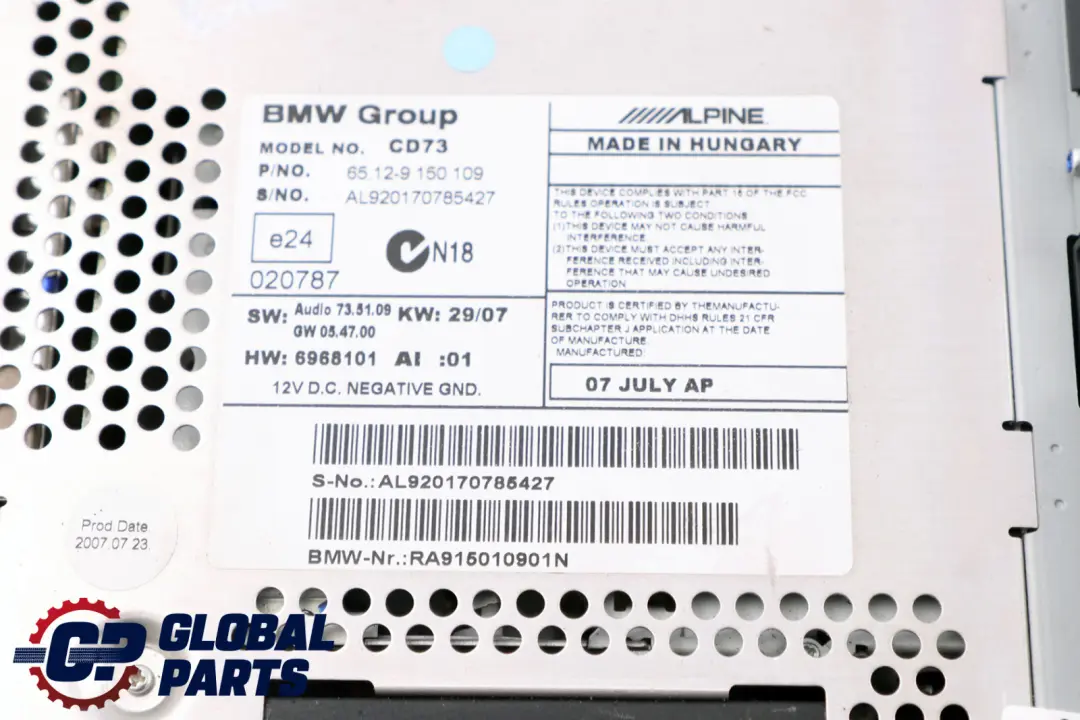 BMW Group
MODEL NO. CD73
P/NO. 65.12-9 150 109
S/NO. AL920170785427
e24
020787
N18
SW: Audio 73.51.09 KW: 29/07
GW 05.47.00
HW: 6968101 AI :01
12V D.C. NEGATIVE GND.
ALPINE
MADE IN HUNGARY
THIS DEVICE COMPLIES WITH PART 15 OF THE FCC
RULES OPERATION IS SUBJECT
TO THE FOLLOWING TWO CONDITIONS
(1)THIS DEVICE MAY NOT CAUSE HARMFUL
INTERFERENCE
(2)THIS DEVICE MUST ACCEPT ANY INTER-
FERENCE RECEIVED INCLUDING INTER-
FERENCE THAT MAY CAUSE UNDESIRED
OPERATION
PRODUCT IS CERTIFIED BY THEMANUFACTU-
RER TO COMPLY WITH DHHS RULES 21 CFR
SUBCHAPTER J APPLICATION AT THE DATE
OF MANUFACTURE.
MANUFACTURED:
07 JULY AP
S-No.:AL920170785427
BMW-Nr.:RA915010901N
Prod Date.
2007.07.23.
GP GLOBAL
PARTS